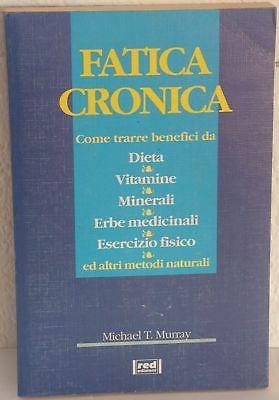 FATICA
CRONICA
Come trarre benefici da
Dieta
Vitamine
Minerali
Erbe medicinali
Esercizio fisico
ed altri metodi naturali
Michael T. Murray
red
edizioni